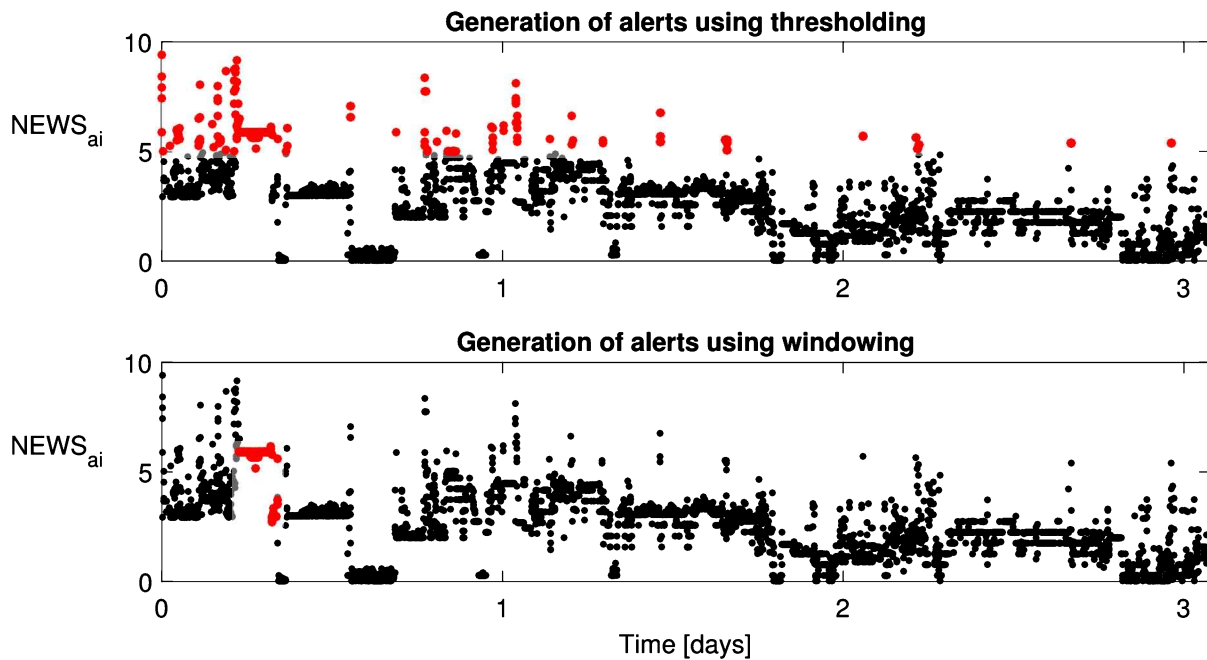 Generation of alerts using thresholding
10
NEWSai
5
0
0 1 2 3
Generation of alerts using windowing
10
NEWSai
5
0
0 1 2 3
Time [days]